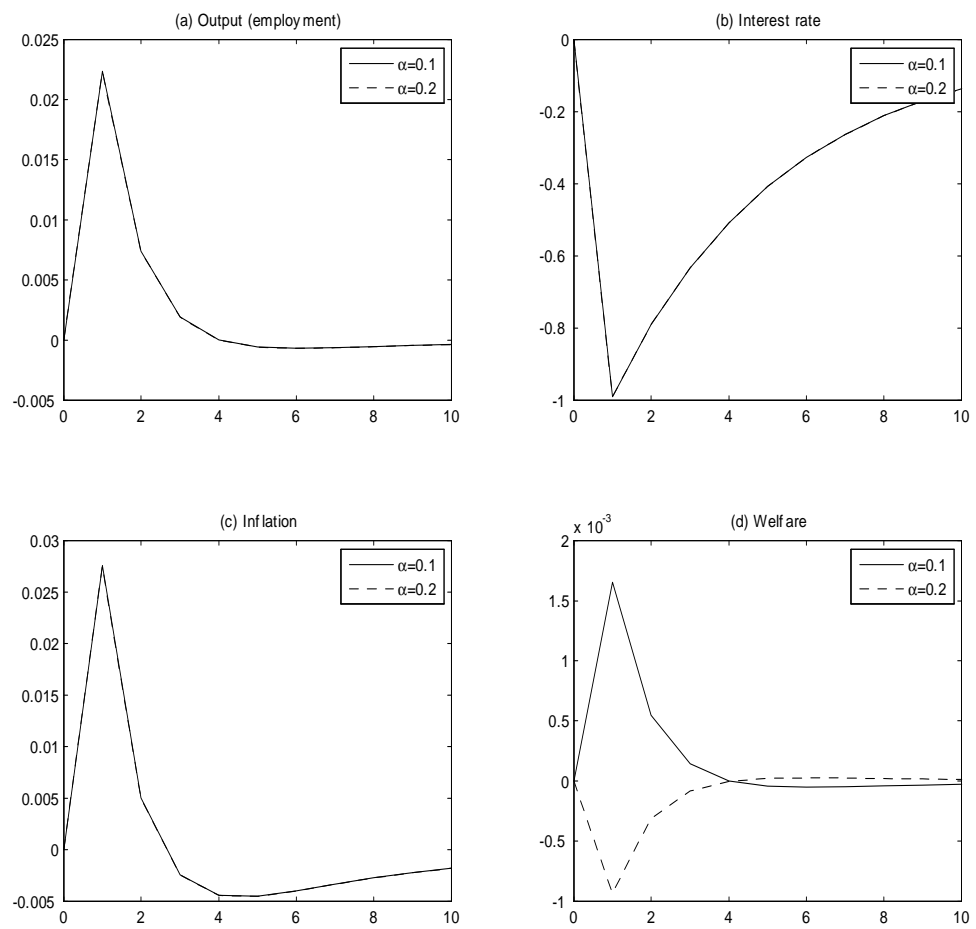 (a) Output (employment)
0.025
0.02
0.015
0.01
0.005
0
-0.005
0 2 4 6 8 10
α=0.1
α=0.2
(b) Interest rate
0
-0.2
-0.4
-0.6
-0.8
-1
0 2 4 6 8 10
α=0.1
α=0.2
(c) Inflation
0.03
0.025
0.02
0.015
0.01
0.005
0
-0.005
0 2 4 6 8 10
α=0.1
α=0.2
(d) Welfare
x 10-3
2
1.5
1
0.5
0
-0.5
-1
0 2 4 6 8 10
α=0.1
α=0.2